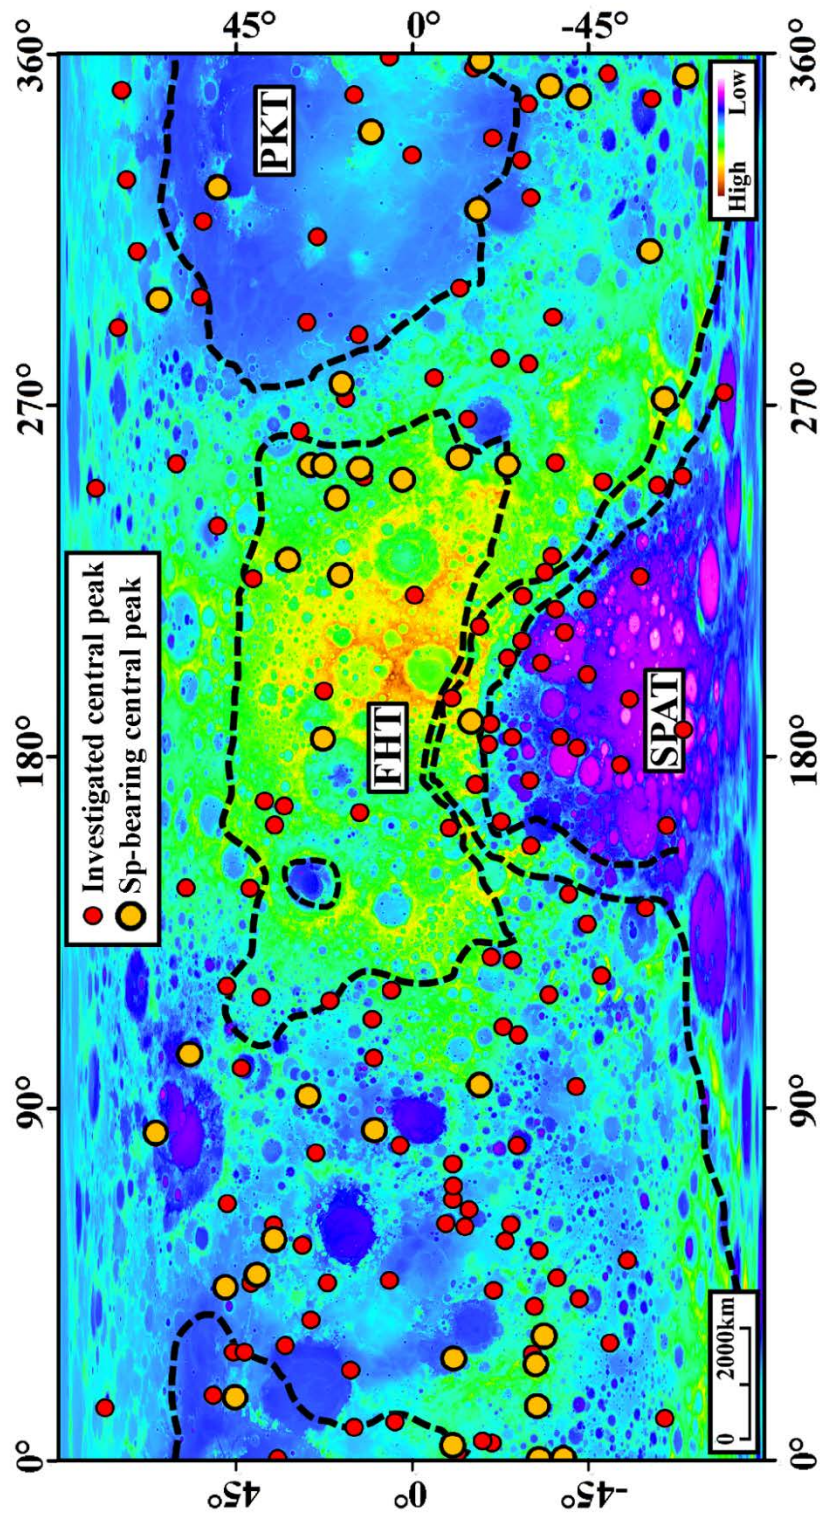 45°
0°
-45°
360°
270°
180°
90°
0°
Investigated central peak
Sp-bearing central peak
PKT
FHT
SPAT
High
Low
0
2000km
360°
270°
180°
90°
0°
45°
0°
-45°